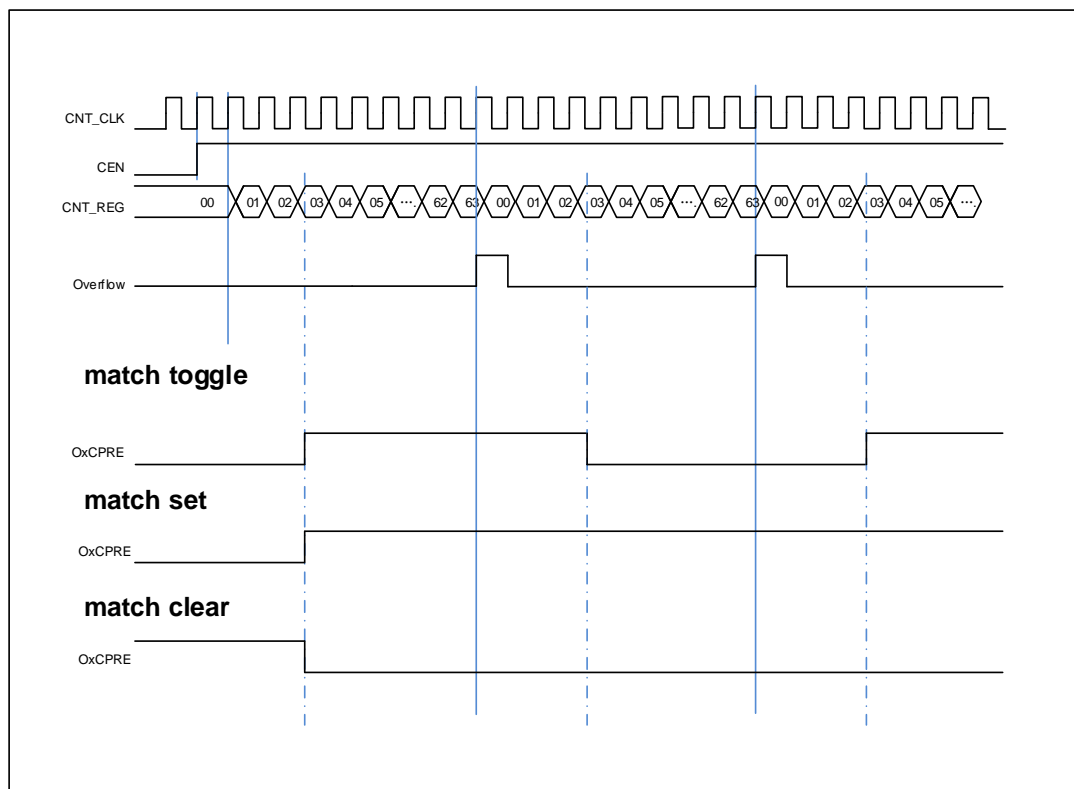 CNT_CLK
CEN
CNT_REG 00 01 02 03 04 05 ... 62 63 00 01 02 03 04 05 ... 62 63 00 01 02 03 04 05 ...
Overflow
match toggle
OxCPRE
match set
OxCPRE
match clear
OxCPRE